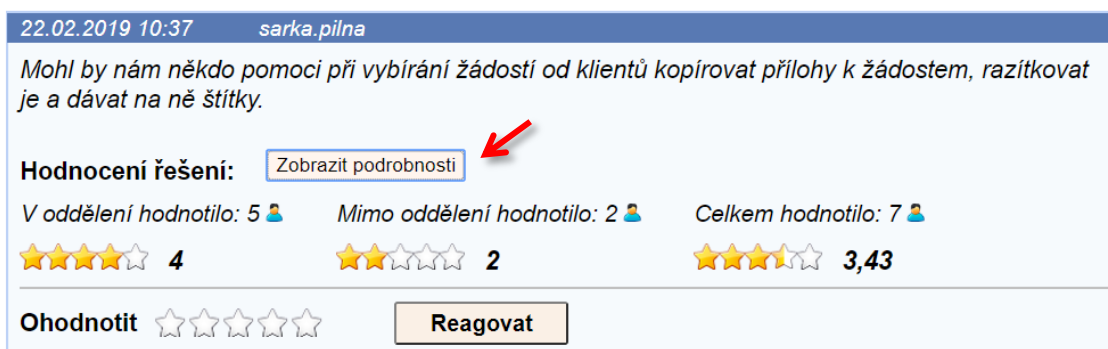 22.02.2019 10:37 sarka.pilna
Mohl by nám někdo pomoci při vybírání žádostí od klientů kopírovat přílohy k žádostem, razítkovat
je a dávat na ně štítky.
Hodnocení řešení: Zobrazit podrobnosti
V oddělení hodnotilo: 5 Mimo oddělení hodnotilo: 2 Celkem hodnotilo: 7
4 2 3,43
Ohodnotit Reagovat